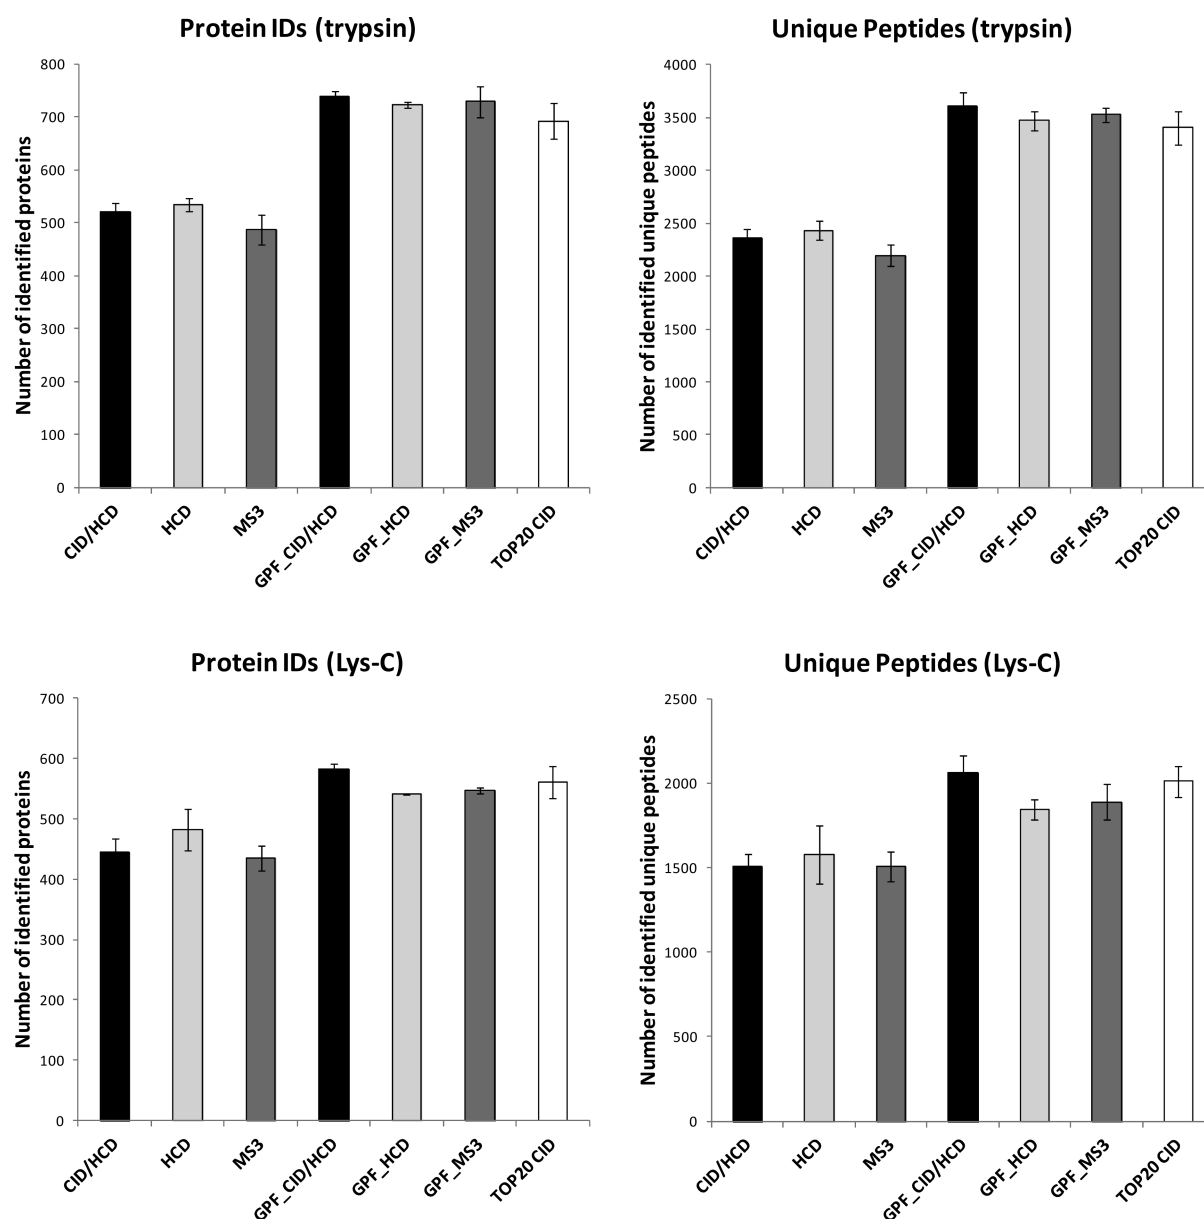 Protein IDs (trypsin)
Number of identified proteins
800
700
600
500
400
300
200
100
0
CID/HCD
HCD
MS3
GPF_CID/HCD
GPF_HCD
GPF_MS3
TOP20 CID
Unique Peptides (trypsin)
Number of identified unique peptides
4000
3500
3000
2500
2000
1500
1000
500
0
CID/HCD
HCD
MS3
GPF_CID/HCD
GPF_HCD
GPF_MS3
TOP20 CID
Protein IDs (Lys-C)
Number of identified proteins
700
600
500
400
300
200
100
0
CID/HCD
HCD
MS3
GPF_CID/HCD
GPF_HCD
GPF_MS3
TOP20 CID
Unique Peptides (Lys-C)
Number of identified unique peptides
2500
2000
1500
1000
500
0
CID/HCD
HCD
MS3
GPF_CID/HCD
GPF_HCD
GPF_MS3
TOP20 CID